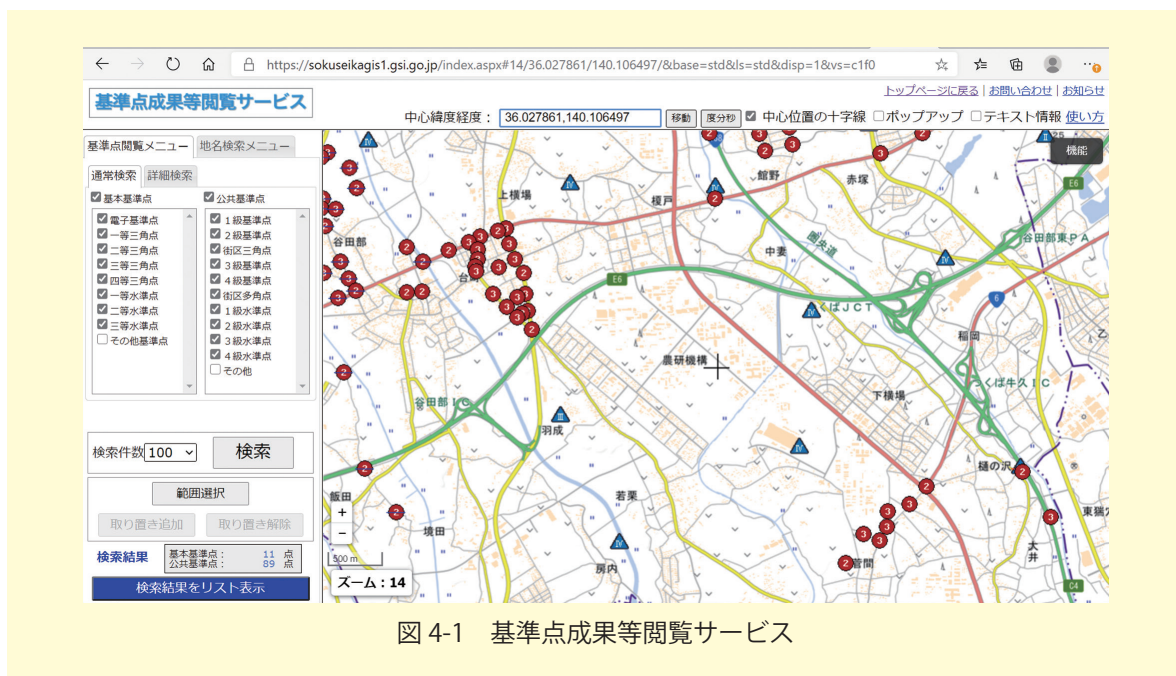 https://sokuseikagis1.gsi.go.jp/index.aspx#14/36.027861/140.106497/&base=std&ls=std&disp=1&vs=c1f0
基準点成果等閲覧サービス
トップページに戻る | お問い合わせ | お知らせ
中心緯度経度: 36.027861,140.106497 移動 度分秒 中心位置の十字線 ポップアップ テキスト情報 使い方
基準点閲覧メニュー 地名検索メニュー
通常検索 詳細検索
基本基準点 公共基準点
電子基準点 1級基準点
一等三角点 2級基準点
二等三角点 街区三角点
三等三角点 3級基準点
四等三角点 4級基準点
一等水準点 街区多角点
二等水準点 1級水準点
三等水準点 2級水準点
その他基準点 3級水準点
4級水準点
その他
検索件数 100 検索
範囲選択
取り置き追加 取り置き解除
検索結果 基本基準点: 11 点
公共基準点: 89 点
検索結果をリスト表示
機能
館野
赤塚
上横場
榎戸
E6
谷田部
圏央道
中妻
谷田部東PA
台町
E6
6
くばJCT
稲岡
農研機構
つくば牛久IC
下横場
谷田部IC
羽成
樋の沢
飯田
若栗
東猯穴
境田
大井
房内
菅間
C4
+
−
500 m
ズーム:14
図 4-1 基準点成果等閲覧サービス